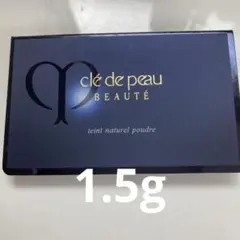 clé de peau
BEAUTÉ
teint naturel poudre
1.5g